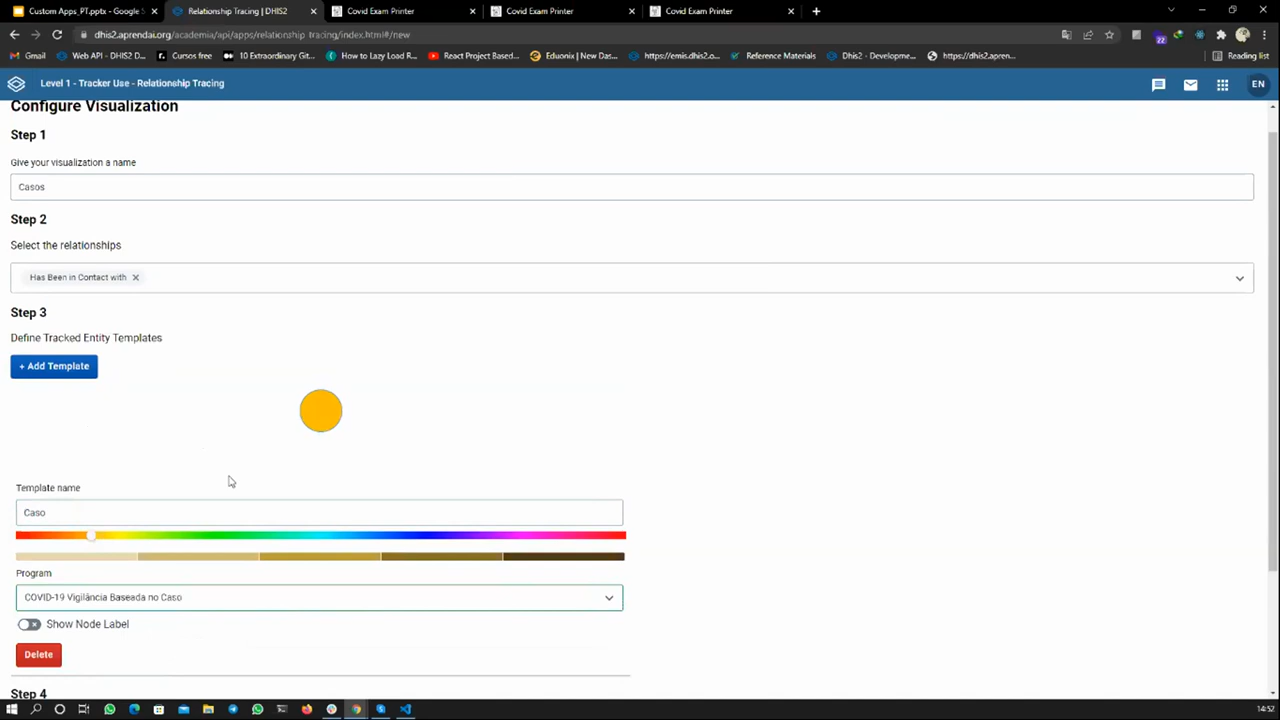 Custom Apps_PT.pptx - Google S
Relationship Tracing | DHIS2
Covid Exam Printer
Covid Exam Printer
Covid Exam Printer
dhis2.aprendai.org/academia/api/apps/relationship-tracing/index.html#/new
Gmail
Web API - DHIS2 D...
Cursos free
10 Extraordinary Git...
How to Lazy Load R...
React Project Based...
Eduonix | New Das...
https://emis.dhis2.o...
Reference Materials
Dhis2 - Developme...
https://dhis2.apren...
Reading list
22
Level 1 - Tracker Use - Relationship Tracing
EN
Configure Visualization
Step 1
Give your visualization a name
Casos
Step 2
Select the relationships
Has Been in Contact with
Step 3
Define Tracked Entity Templates
+ Add Template
Template name
Caso
Program
COVID-19 Vigilância Baseada no Caso
Show Node Label
Delete
Step 4
14:52